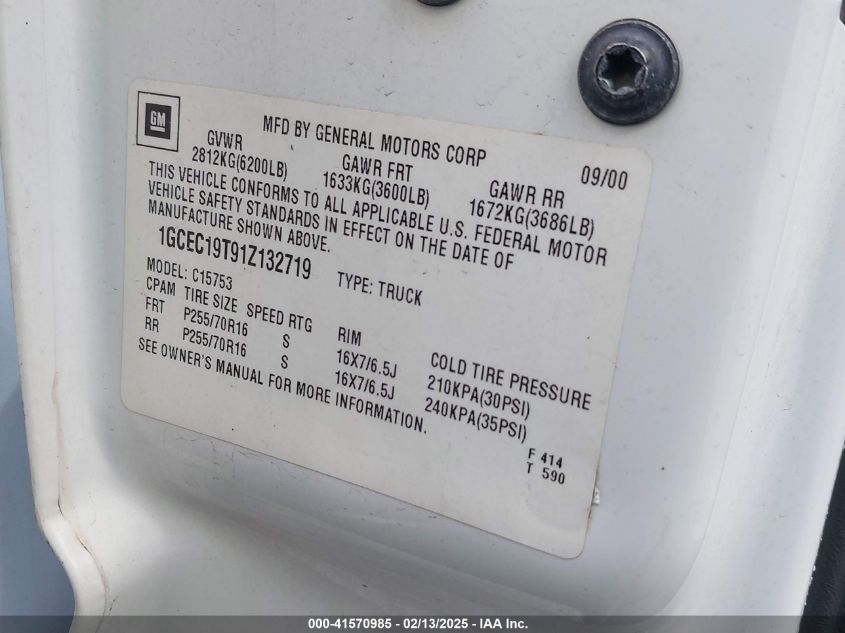 GM
MFD BY GENERAL MOTORS CORP 09/00
GVWR GAWR FRT GAWR RR
2812KG(6200LB) 1633KG(3600LB) 1672KG(3686LB)
THIS VEHICLE CONFORMS TO ALL APPLICABLE U.S. FEDERAL MOTOR
VEHICLE SAFETY STANDARDS IN EFFECT ON THE DATE OF
MANUFACTURE SHOWN ABOVE.
1GCEC19T91Z132719 TYPE: TRUCK
MODEL: C15753
CPAM TIRE SIZE SPEED RTG RIM COLD TIRE PRESSURE
FRT P255/70R16 S 16X7/6.5J 210KPA(30PSI)
RR P255/70R16 S 16X7/6.5J 240KPA(35PSI)
SEE OWNER'S MANUAL FOR MORE INFORMATION.
F 414
T 590
000-41570985 - 02/13/2025 - IAA Inc.